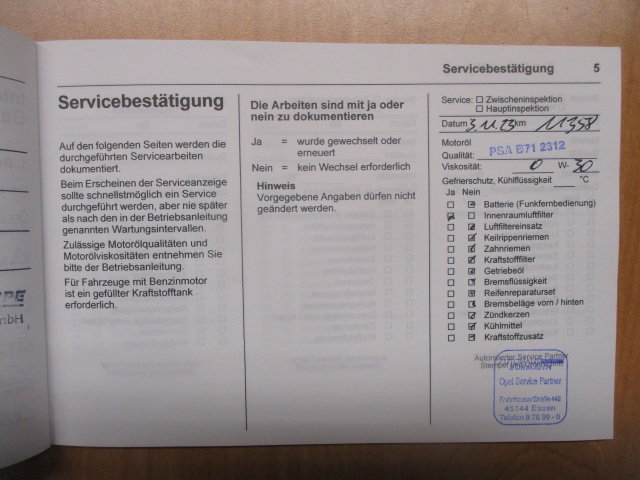 Servicebestätigung 5
Servicebestätigung
Auf den folgenden Seiten werden die
durchgeführten Servicearbeiten
dokumentiert.
Beim Erscheinen der Serviceanzeige
sollte schnellstmöglich ein Service
durchgeführt werden, aber nie später
als nach den in der Betriebsanleitung
genannten Wartungsintervallen.
Zulässige Motorölqualitäten und
Motorölviskositäten entnehmen Sie
bitte der Betriebsanleitung.
Für Fahrzeuge mit Benzinmotor
ist ein gefüllter Kraftstofftank
erforderlich.
Die Arbeiten sind mit ja oder
nein zu dokumentieren
Ja = wurde gewechselt oder
erneuert
Nein = kein Wechsel erforderlich
Hinweis
Vorgegebene Angaben dürfen nicht
geändert werden.
Service: ☐ Zwischeninspektion
☐ Hauptinspektion
Datum 3.11.23 km 11358
Motoröl
Qualität: PSA B71 2312
Viskosität: 0 W- 30
Gefrierschutz, Kühlflüssigkeit °C
Ja Nein
Batterie (Funkfernbedienung)
Innenraumluftfilter
Luftfiltereinsatz
Keilrippenriemen
Zahnriemen
Kraftstofffilter
Getriebeöl
Bremsflüssigkeit
Reifenreparaturset
Bremsbeläge vorn / hinten
Zündkerzen
Kühlmittel
Kraftstoffzusatz
Autorisierter Service Partner
Stempel
Opel Service Partner
45144 Essen